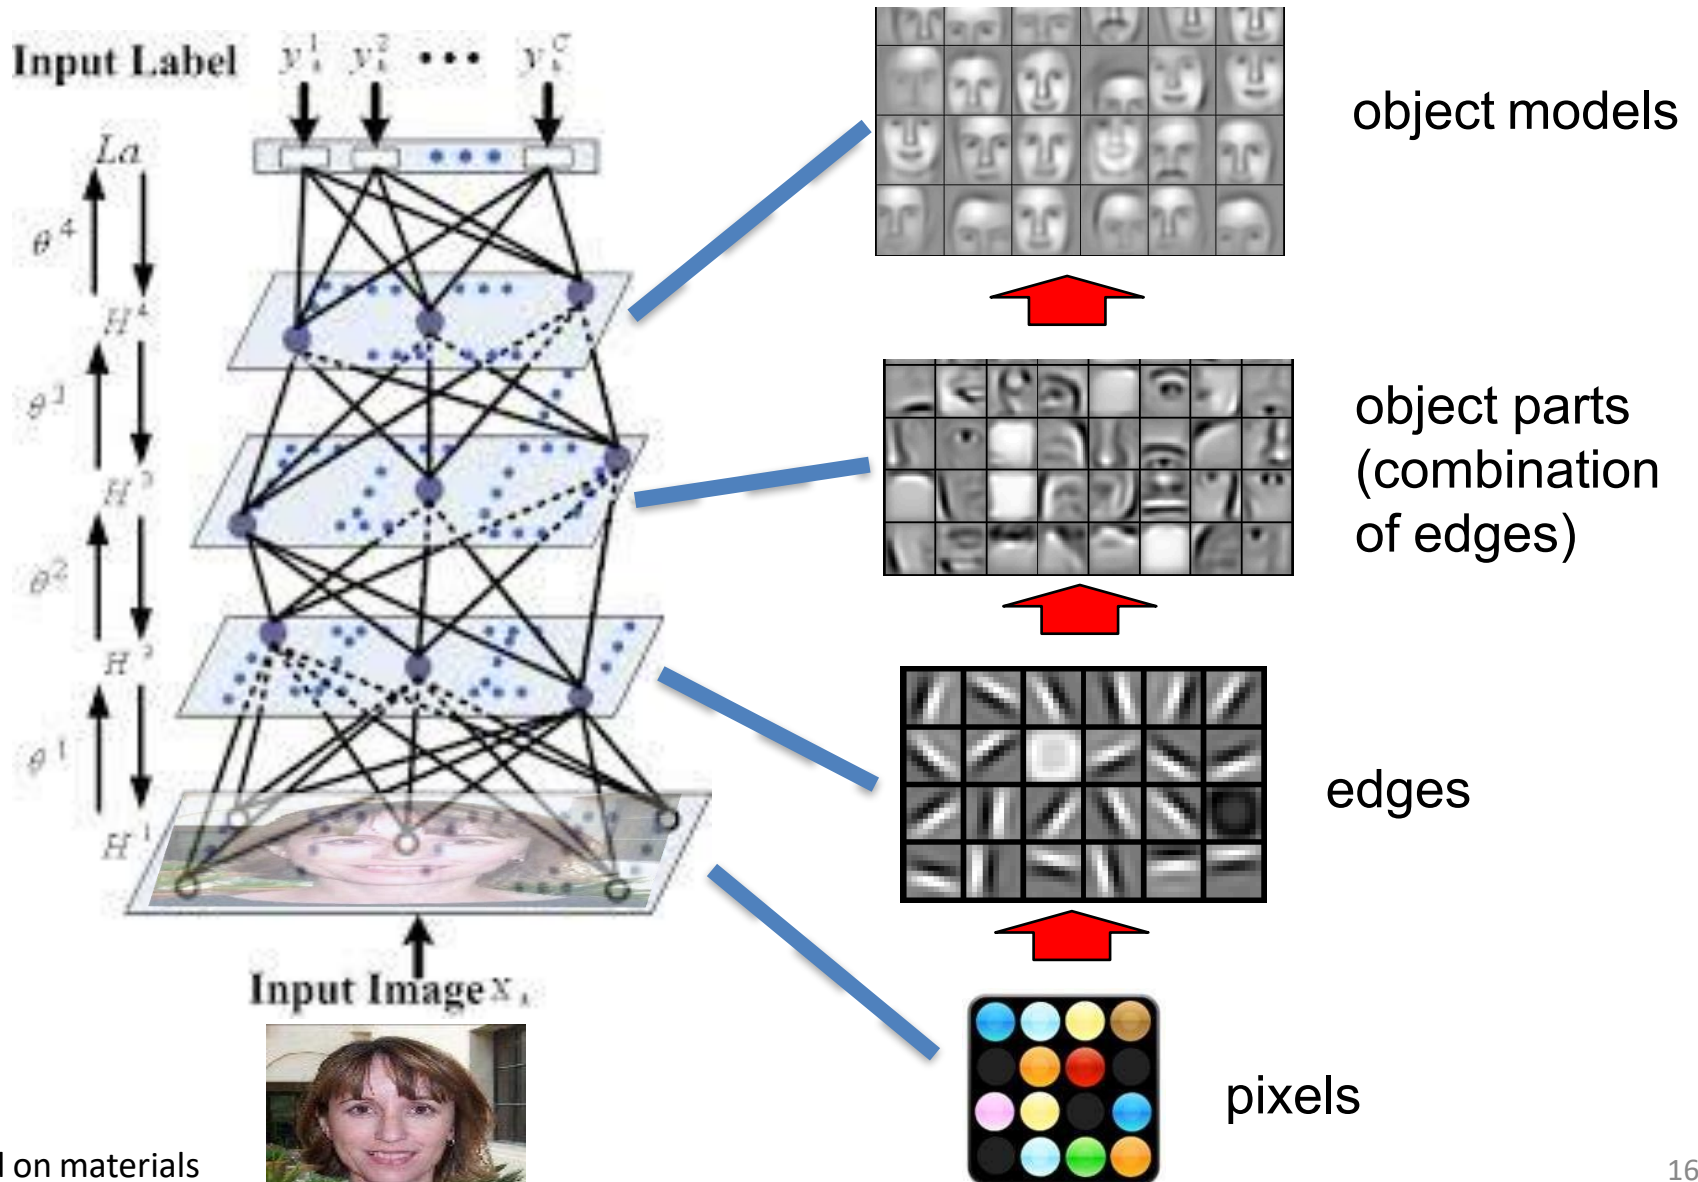 Input Label
La
object models
object parts
(combination
of edges)
edges
pixels
Input Image
l on materials
16